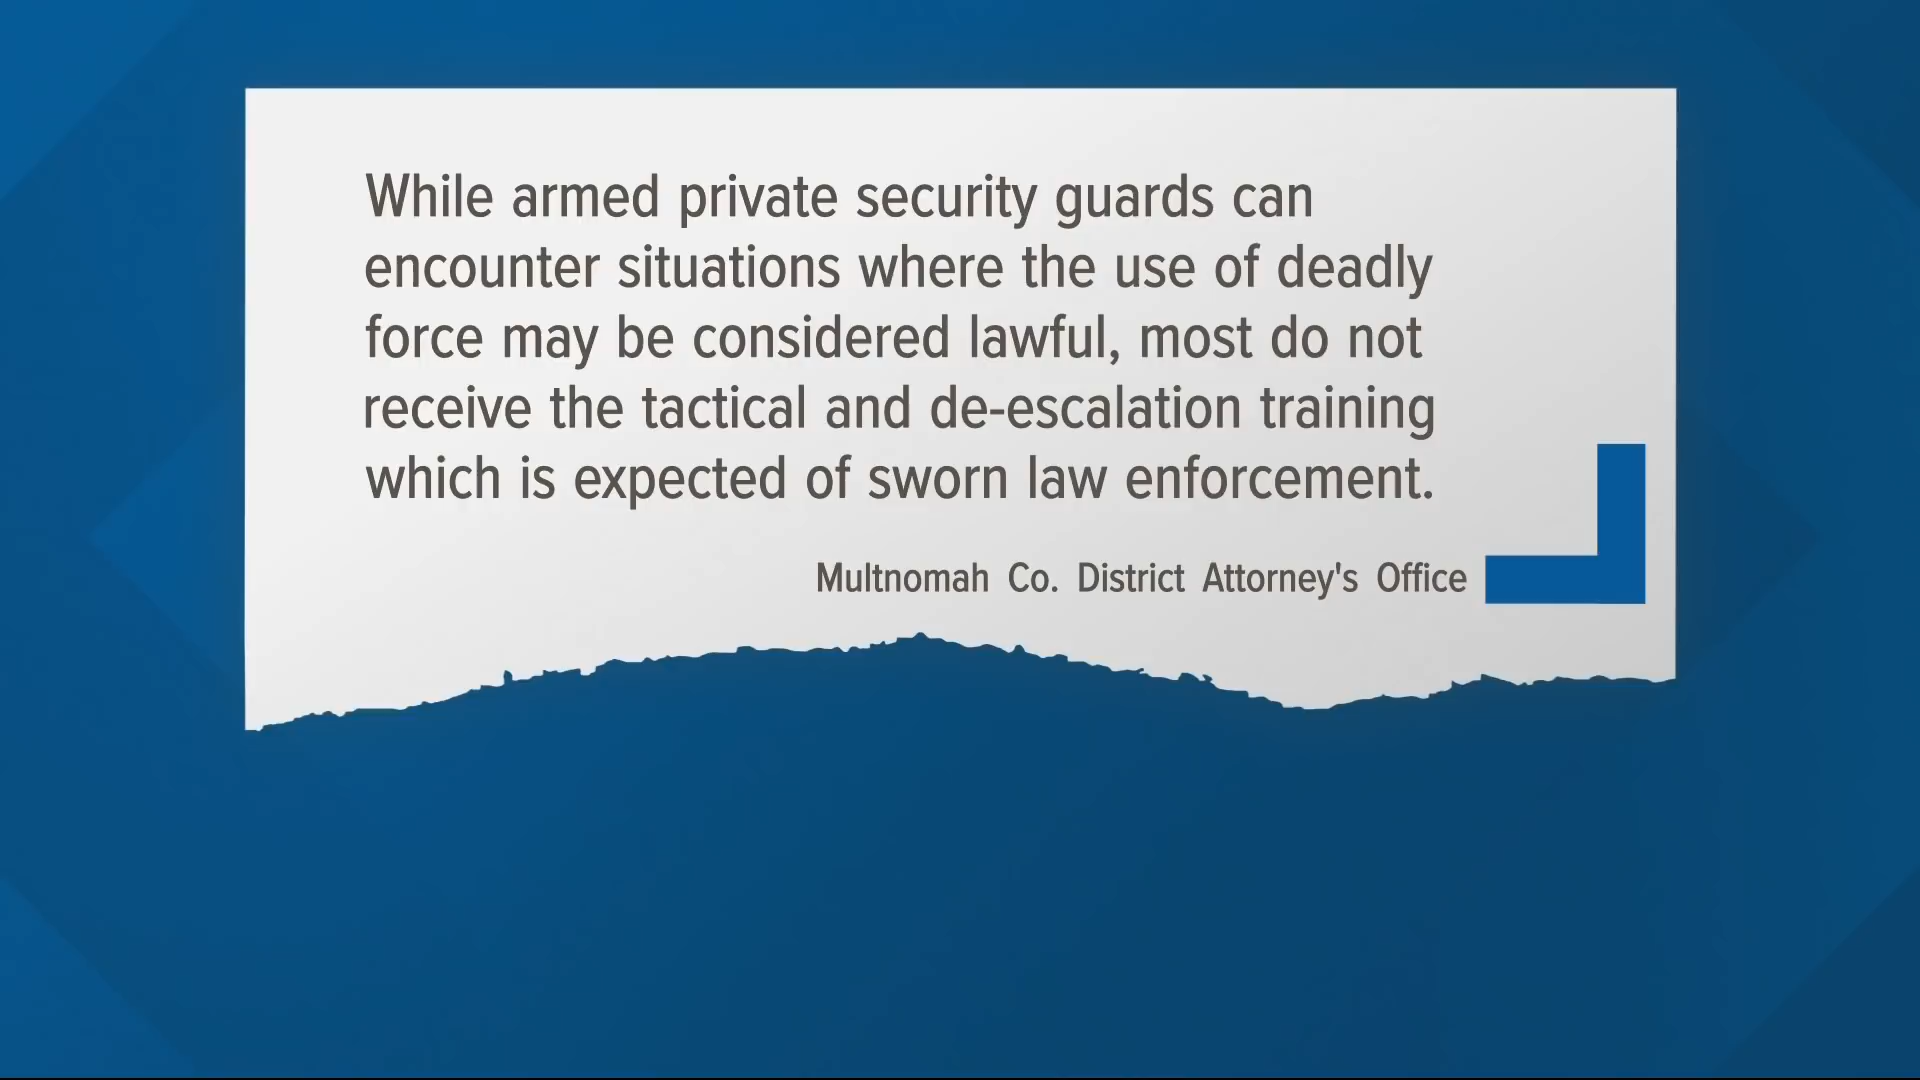 While armed private security guards can
encounter situations where the use of deadly
force may be considered lawful, most do not
receive the tactical and de-escalation training
which is expected of sworn law enforcement.
Multnomah Co. District Attorney's Office